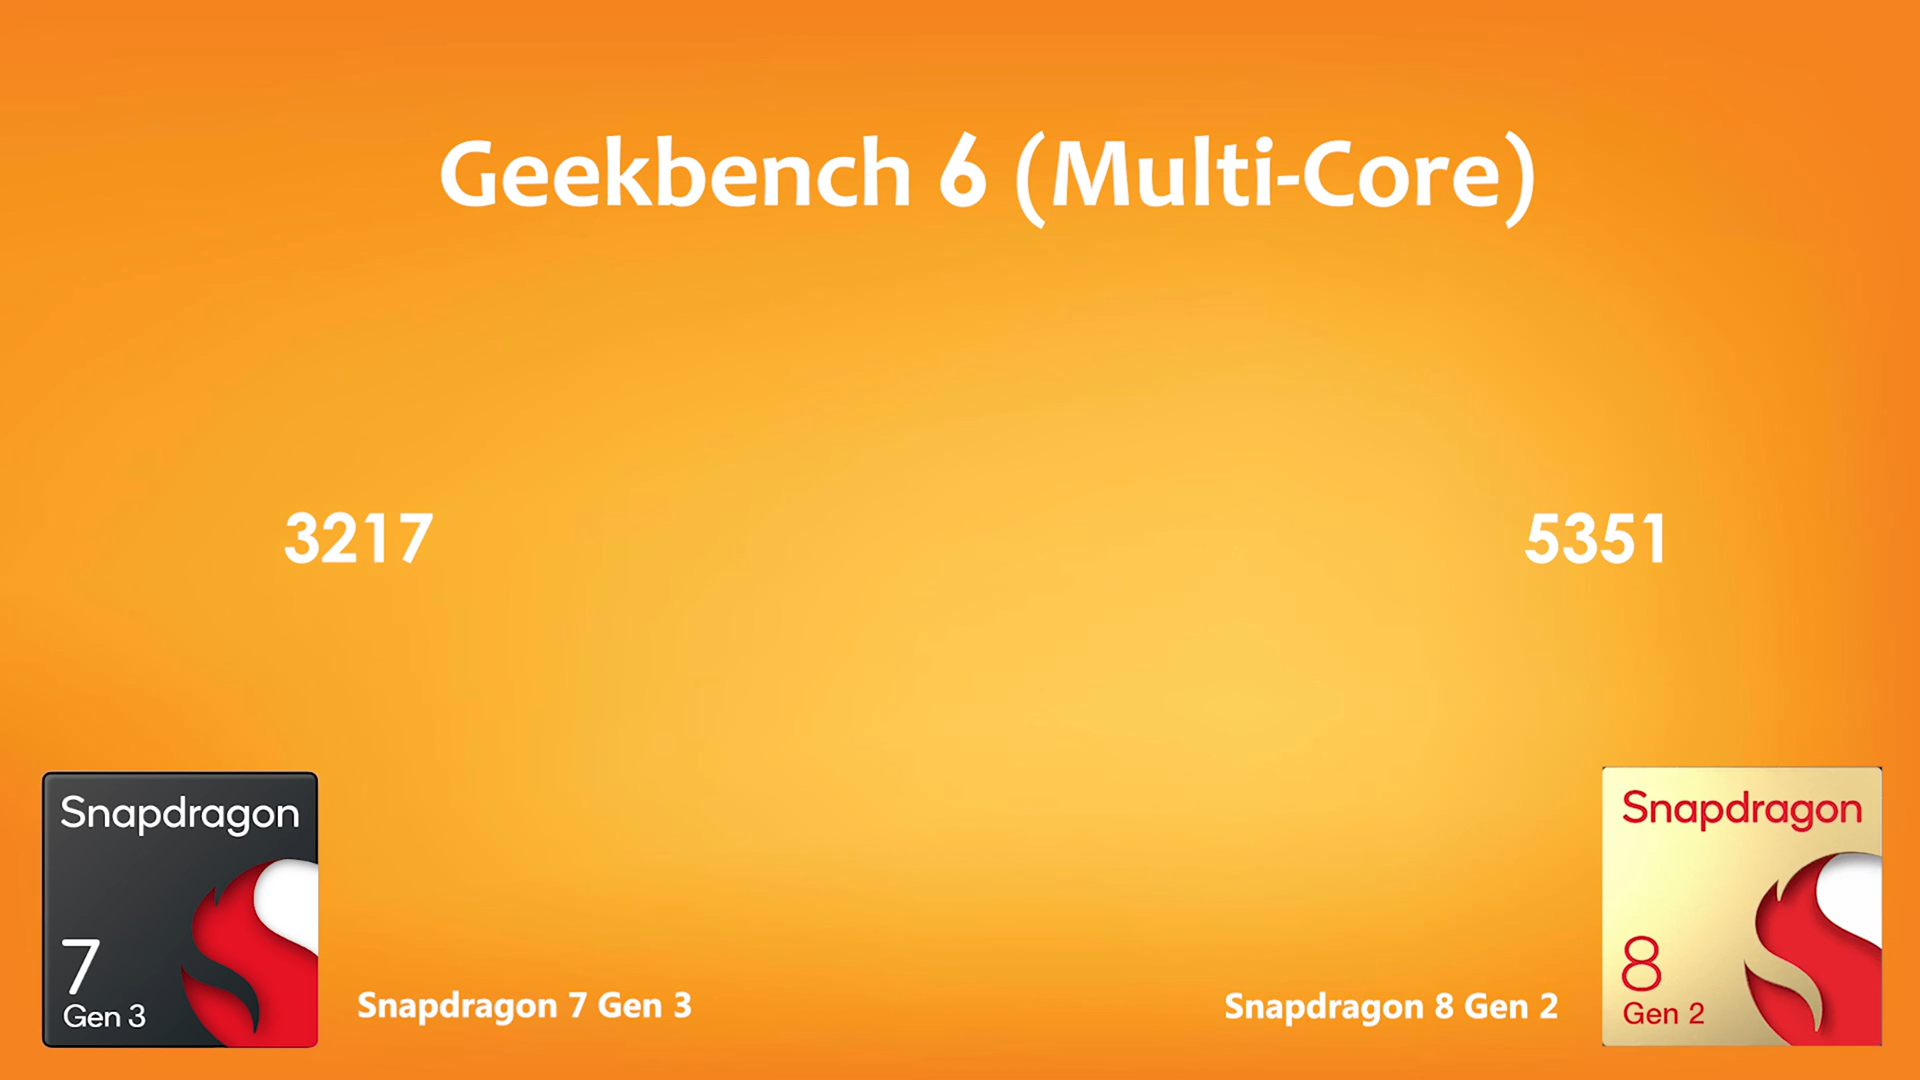 Geekbench 6 (Multi-Core)
3217
5351
Snapdragon
7
Gen 3
Snapdragon 7 Gen 3
Snapdragon 8 Gen 2
Snapdragon
8
Gen 2